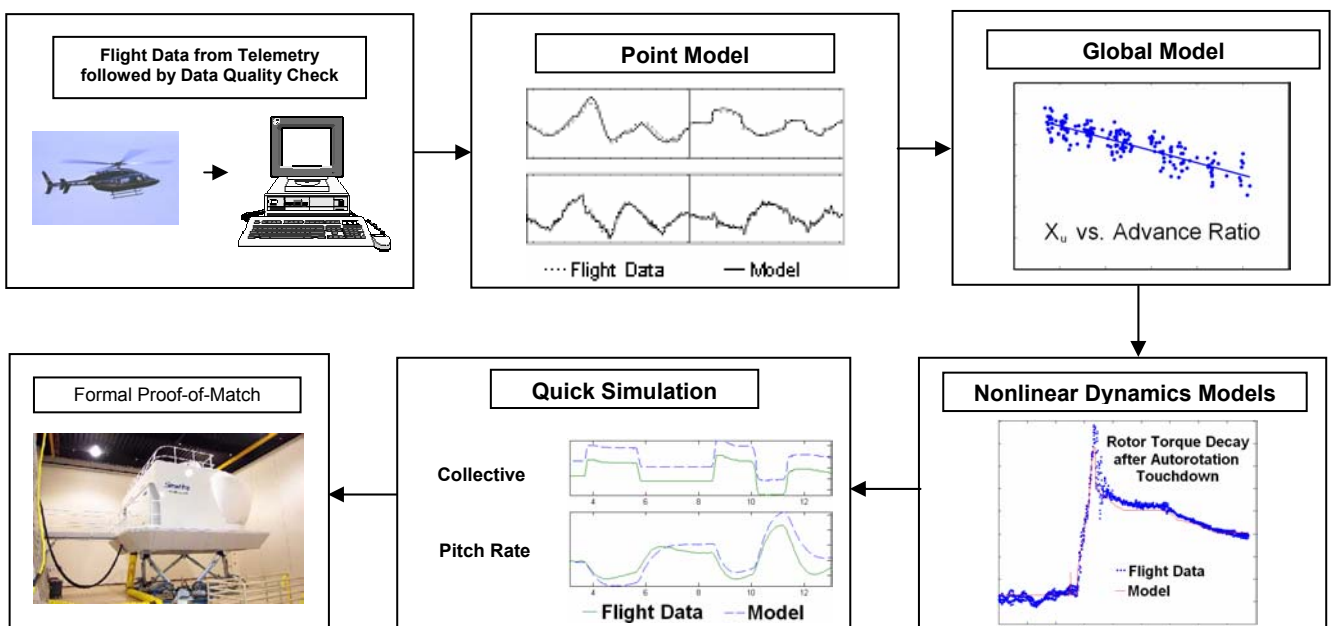 Flight Data from Telemetry
followed by Data Quality Check
Point Model
Flight Data
Model
Global Model
Xu vs. Advance Ratio
Formal Proof-of-Match
Quick Simulation
Collective
4 6 8 10 12
Pitch Rate
4 6 8 10 12
Flight Data
Model
Nonlinear Dynamics Models
Rotor Torque Decay
after Autorotation
Touchdown
Flight Data
Model